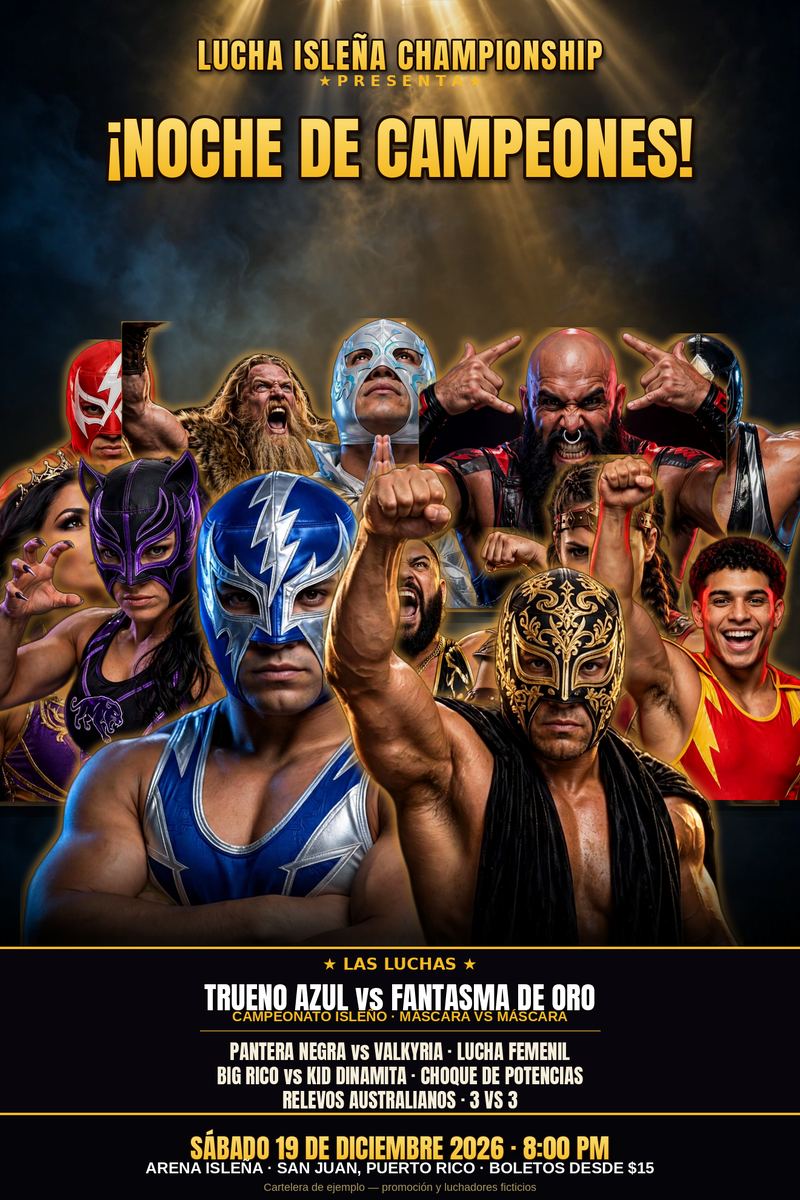 LUCHA ISLEÑA CHAMPIONSHIP
★ PRESENTA ★
¡NOCHE DE CAMPEONES!
★ LAS LUCHAS ★
TRUENO AZUL vs FANTASMA DE ORO
CAMPEONATO ISLEÑO · MÁSCARA VS MÁSCARA
PANTERA NEGRA vs VALKYRIA · LUCHA FEMENIL
BIG RICO vs KID DINAMITA · CHOQUE DE POTENCIAS
RELEVOS AUSTRALIANOS · 3 VS 3
SÁBADO 19 DE DICIEMBRE 2026 · 8:00 PM
ARENA ISLEÑA · SAN JUAN, PUERTO RICO · BOLETOS DESDE $15
Cartelera de ejemplo — promoción y luchadores ficticios